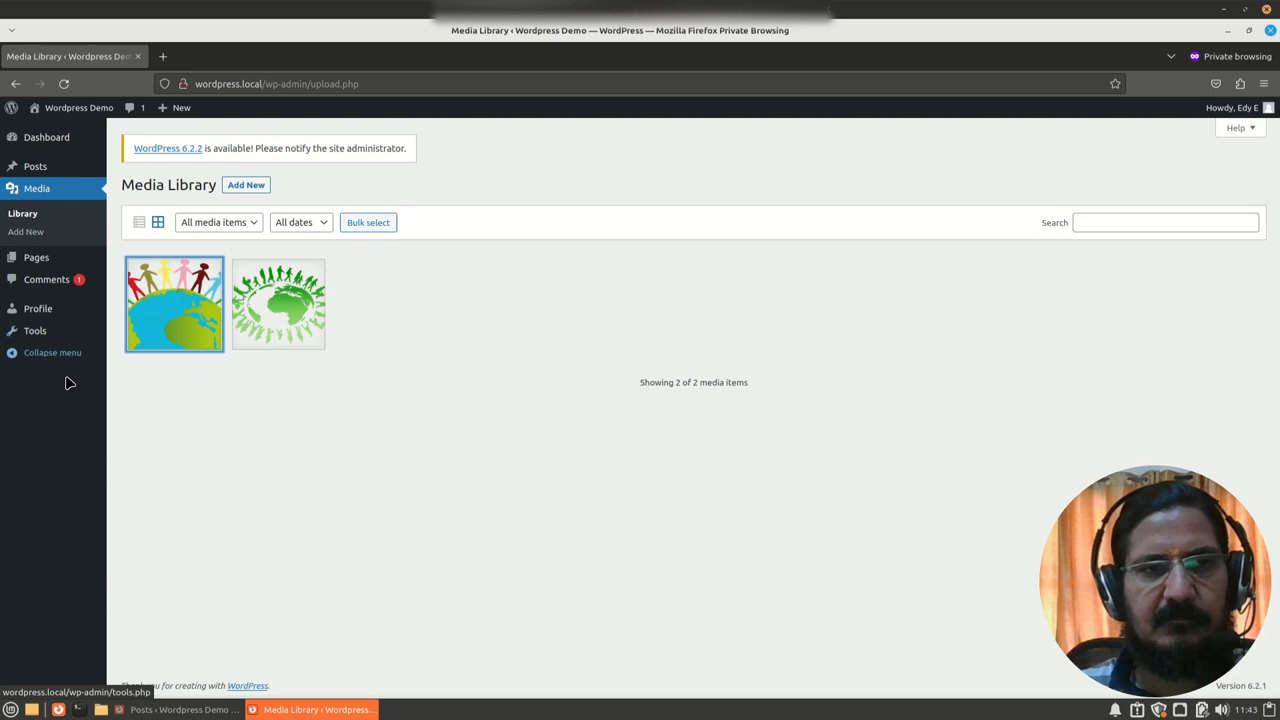 Media Library ‹ Wordpress Demo — WordPress — Mozilla Firefox Private Browsing
Media Library ‹ Wordpress Dem
Private browsing
wordpress.local/wp-admin/upload.php
Wordpress Demo
1
New
Howdy, Edy E
Dashboard
Posts
Media
Library
Add New
Pages
Comments 1
Profile
Tools
Collapse menu
Help
WordPress 6.2.2 is available! Please notify the site administrator.
Media Library
Add New
All media items
All dates
Bulk select
Search
Showing 2 of 2 media items
for creating with WordPress.
Version 6.2.1
wordpress.local/wp-admin/tools.php
Posts ‹ Wordpress Demo ...
Media Library ‹ Wordpress...
11:43